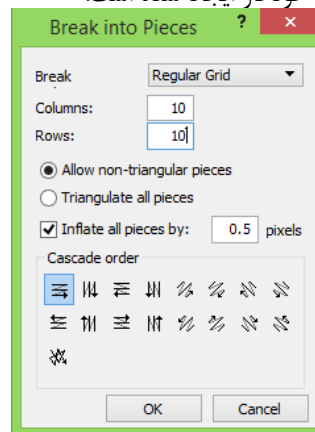 Break into Pieces ? ×
Break Regular Grid
Columns: 10
Rows: 10
Allow non-triangular pieces
Triangulate all pieces
Inflate all pieces by: 0.5 pixels
Cascade order
OK Cancel